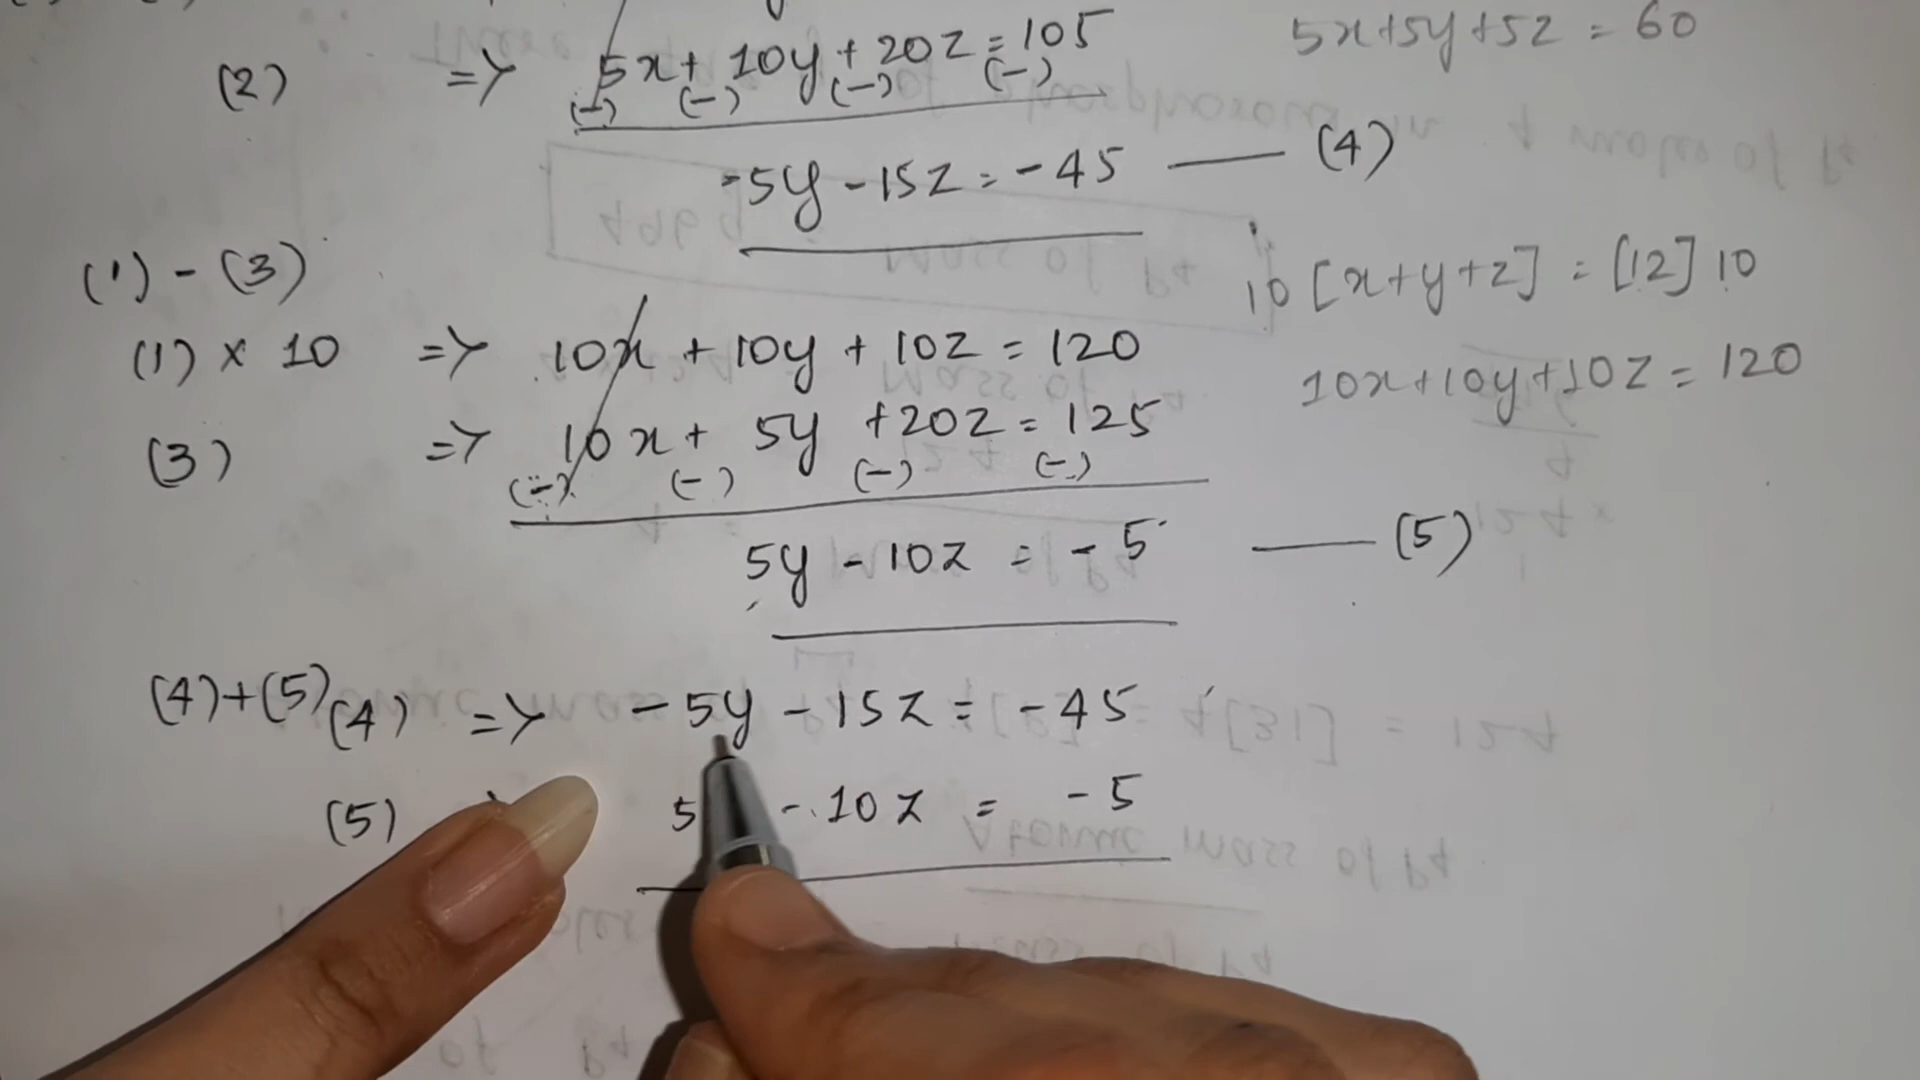 (2) => 5x + 10y + 20z = 105
5x+5y+5z = 60
(-) (-) (-) (-)
-5y - 15z = -45 —— (4)
(1) - (3)
10 [x+y+z] = [12] 10
(1) x 10 => 10x + 10y + 10z = 120
10x+10y+10z = 120
(3) => 10x + 5y + 20z = 125
(-) (-) (-) (-)
5y - 10z = - 5 —— (5)
(4)+(5) (4) => -5y - 15z = -45
(5) 5 - 10z = -5